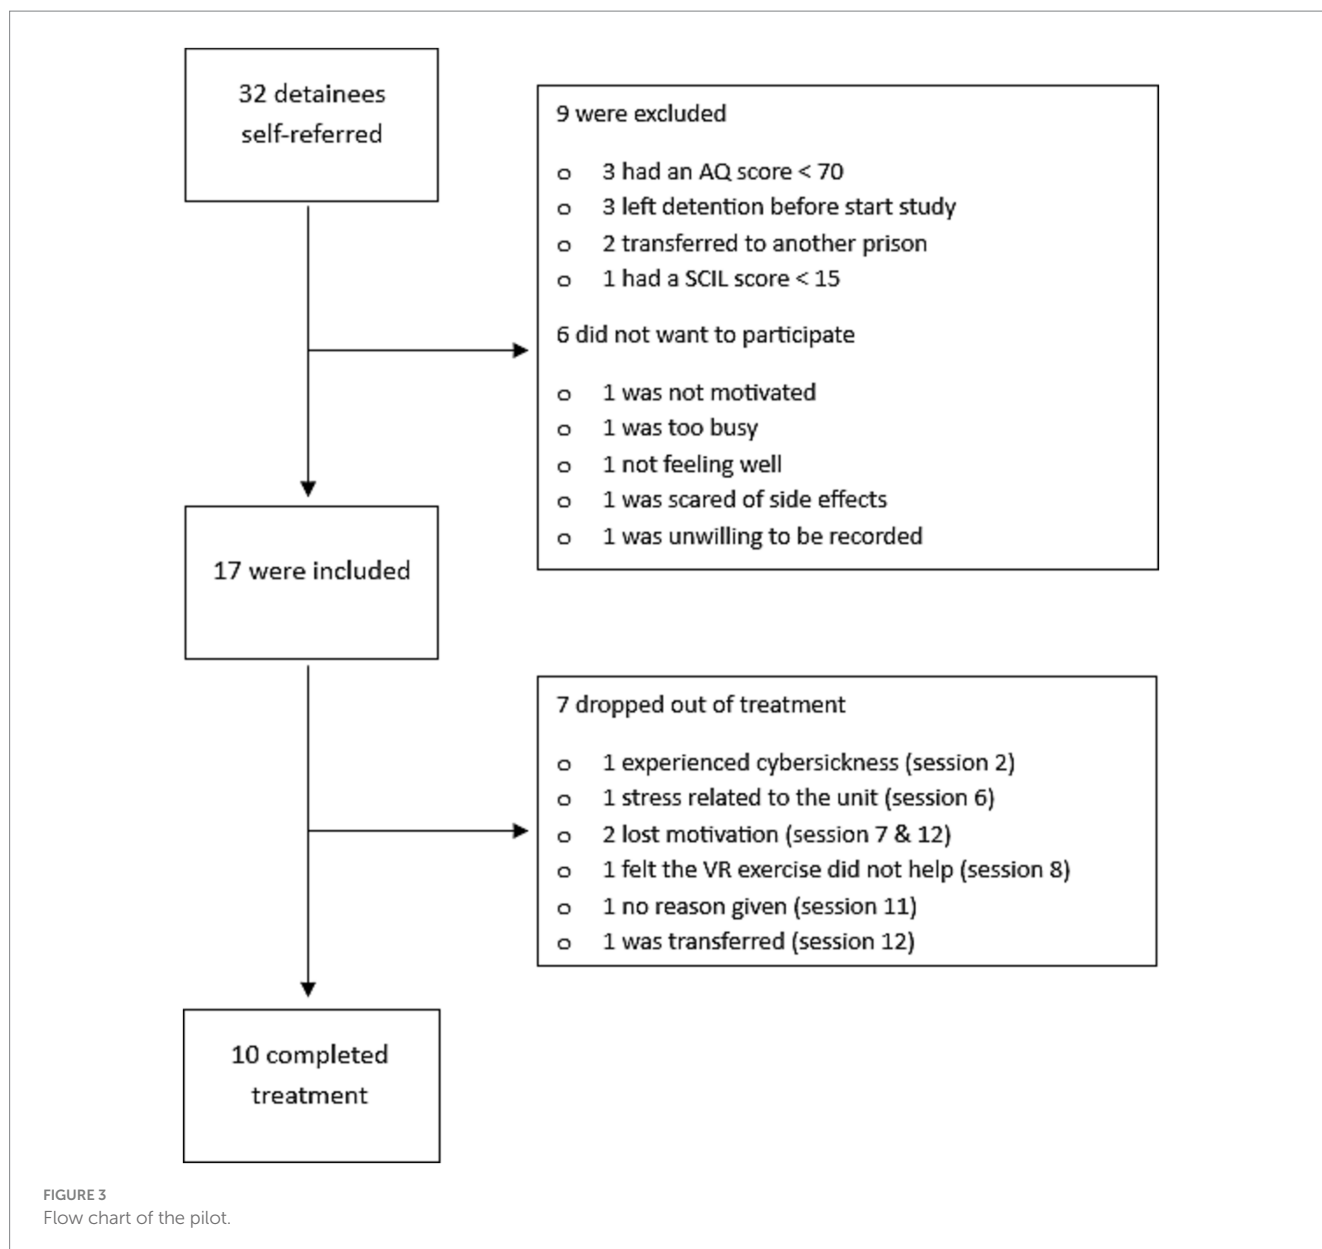 32 detainees
self-referred
9 were excluded
o 3 had an AQ score < 70
o 3 left detention before start study
o 2 transferred to another prison
o 1 had a SCIL score < 15
6 did not want to participate
o 1 was not motivated
o 1 was too busy
o 1 not feeling well
o 1 was scared of side effects
o 1 was unwilling to be recorded
17 were included
7 dropped out of treatment
o 1 experienced cybersickness (session 2)
o 1 stress related to the unit (session 6)
o 2 lost motivation (session 7 & 12)
o 1 felt the VR exercise did not help (session 8)
o 1 no reason given (session 11)
o 1 was transferred (session 12)
10 completed
treatment
FIGURE 3
Flow chart of the pilot.